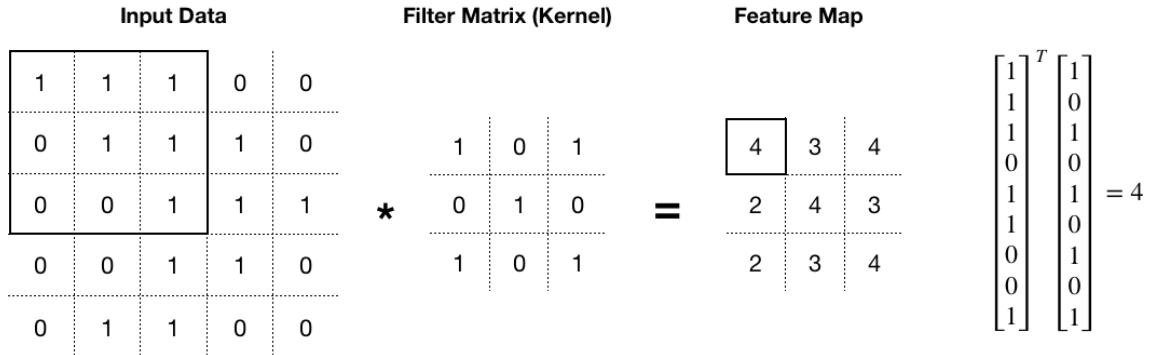 Input Data
Filter Matrix (Kernel)
Feature Map
1 1 1 0 0
0 1 1 1 0
0 0 1 1 1
0 0 1 1 0
0 1 1 0 0
*
1 0 1
0 1 0
1 0 1
=
4 3 4
2 4 3
2 3 4
T
1 1
1 0
1 1
0 0
1 1
1 0
0 1
0 0
1 1
= 4